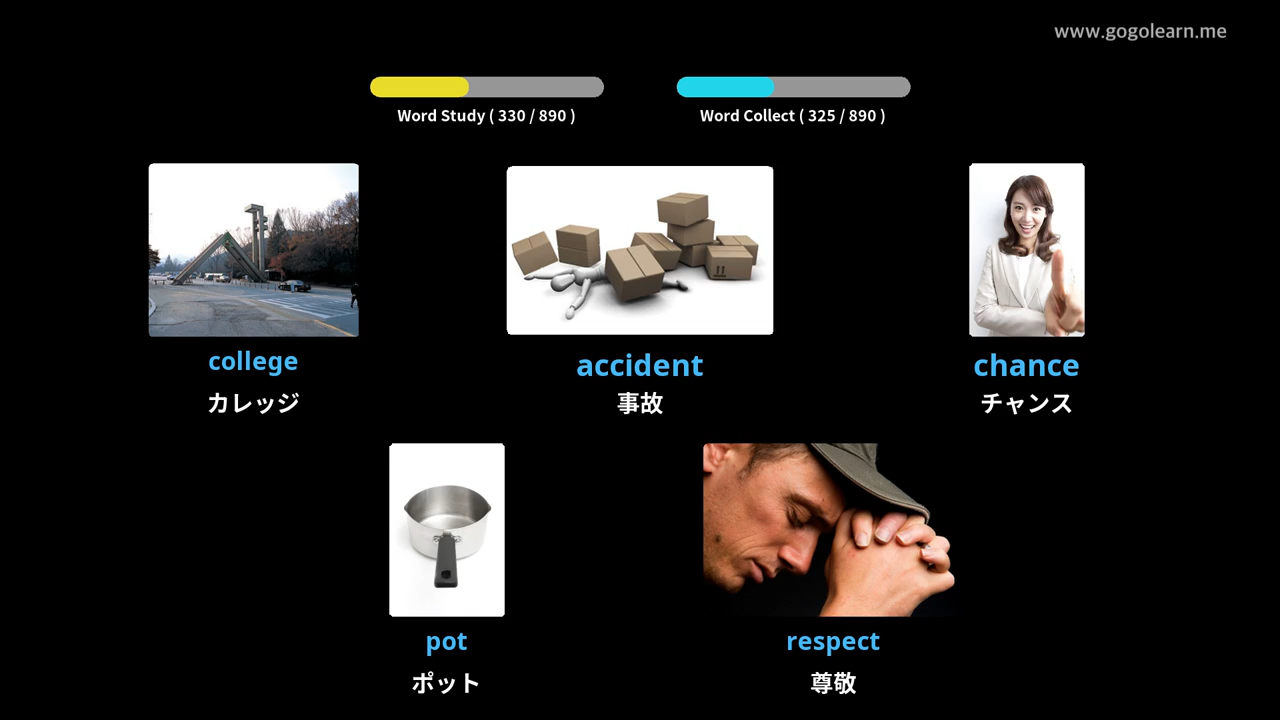 www.gogolearn.me
Word Study ( 330 / 890 )
Word Collect ( 325 / 890 )
college
カレッジ
accident
事故
chance
チャンス
pot
ポット
respect
尊敬